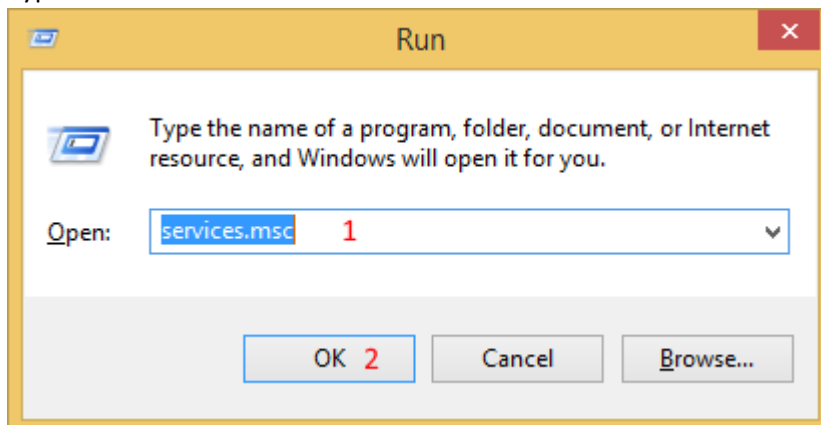 Run
Type the name of a program, folder, document, or Internet
resource, and Windows will open it for you.
Open: services.msc 1
OK 2 Cancel Browse...